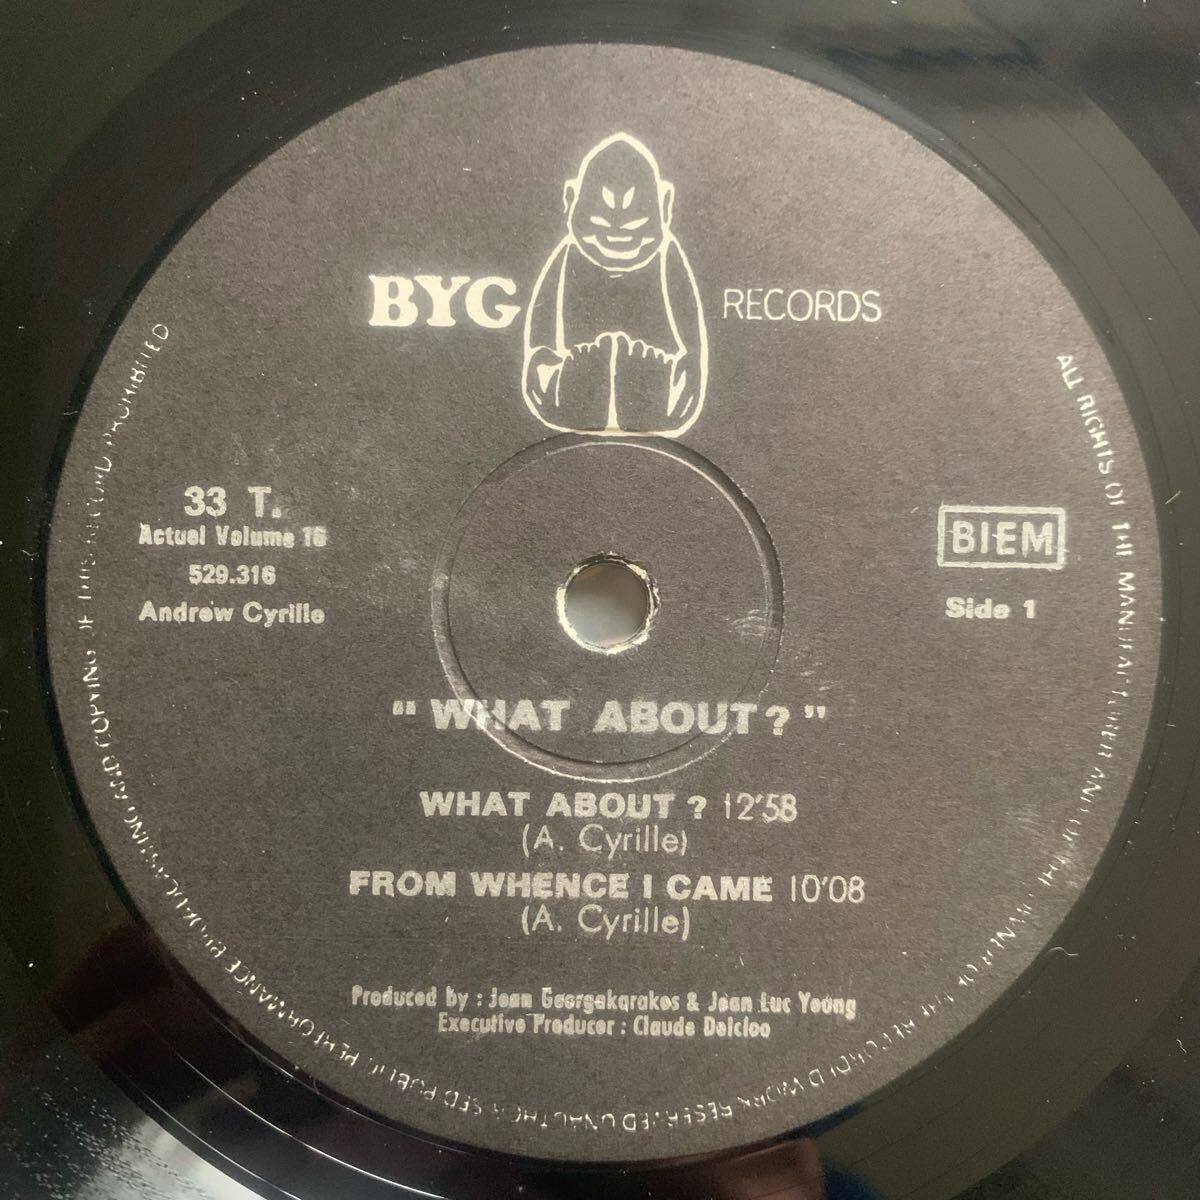 BYG RECORDS
33 T.
Actuel Volume 16
529.316
Andrew Cyrille
BIEM
Side 1
" WHAT ABOUT ? "
WHAT ABOUT ? 12'58
(A. Cyrille)
FROM WHENCE I CAME 10'08
(A. Cyrille)
Produced by : Jean Georgakarakos & Jean Luc Young
Executive Producer : Claude Delcloo
ALL RIGHTS OF THE MANUFACTURER AND OF THE OWNER OF THE RECORDED WORK RESERVED UNAUTHORISED PUBLIC PERFORMANCE BROADCASTING AND COPYING OF THIS RECORD PROHIBITED